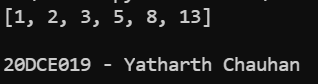 [1, 2, 3, 5, 8, 13]
20DCE019 - Yatharth Chauhan